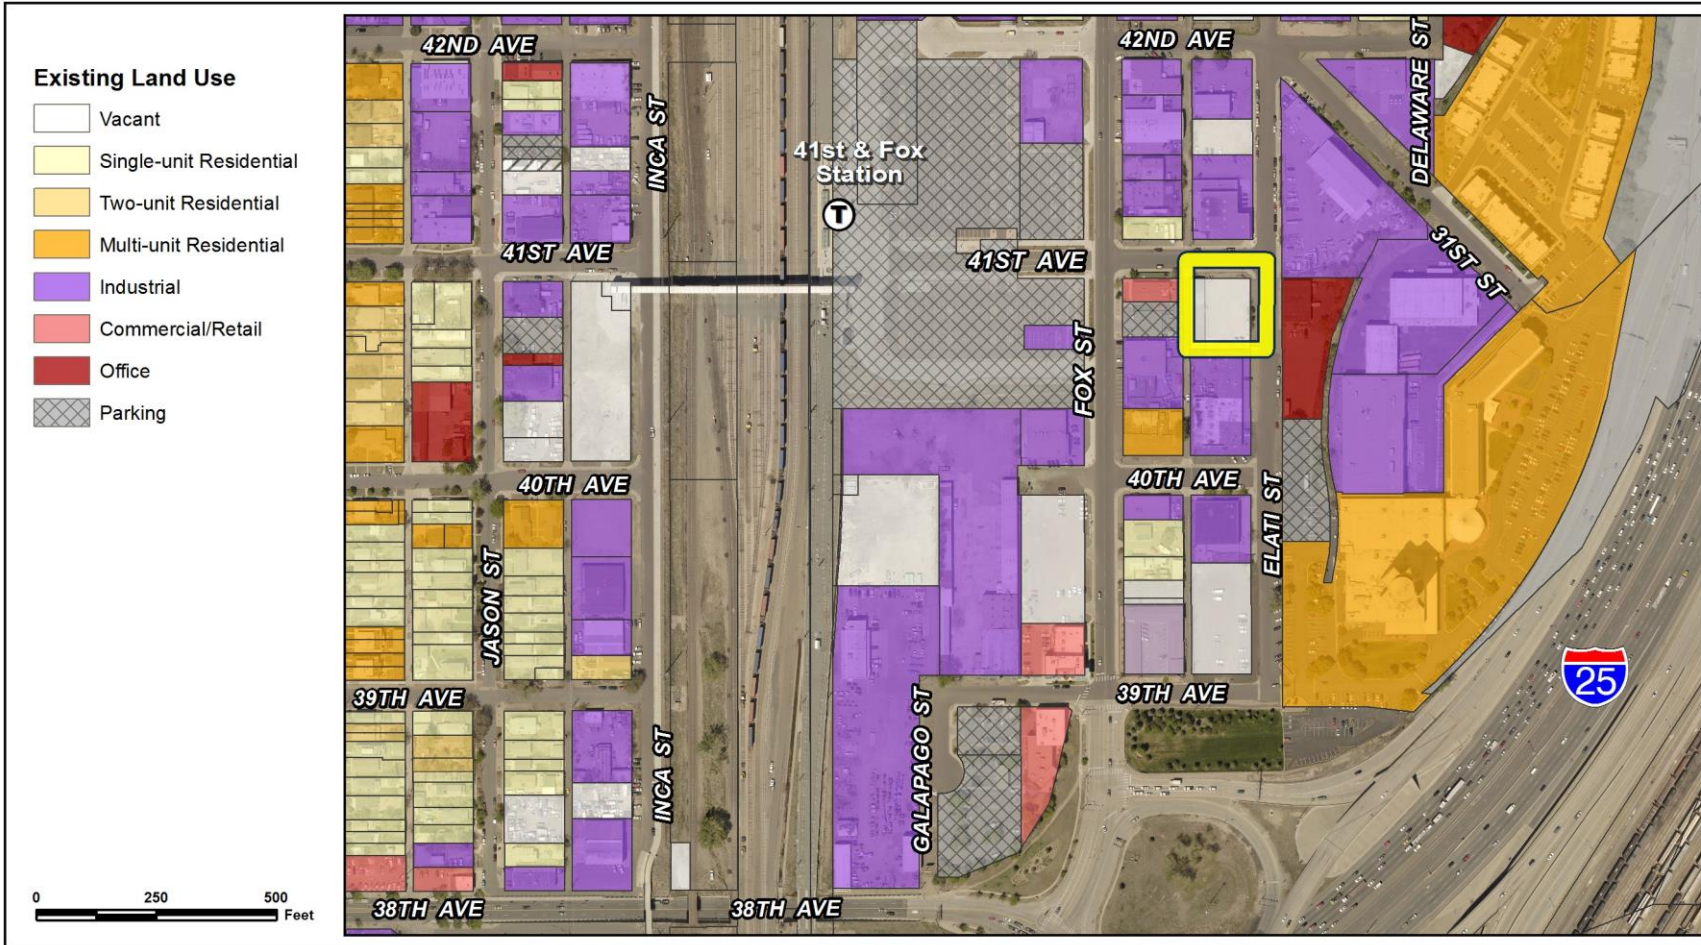 Existing Land Use
Vacant
Single-unit Residential
Two-unit Residential
Multi-unit Residential
Industrial
Commercial/Retail
Office
Parking
0 250 500
Feet
42ND AVE
42ND AVE
INCA ST
DELAWARE ST
41st & Fox
Station
T
41ST AVE
41ST AVE
31ST ST
FOX ST
40TH AVE
40TH AVE
ELATI ST
JASON ST
39TH AVE
39TH AVE
25
INCA ST
GALAPAGO ST
38TH AVE
38TH AVE